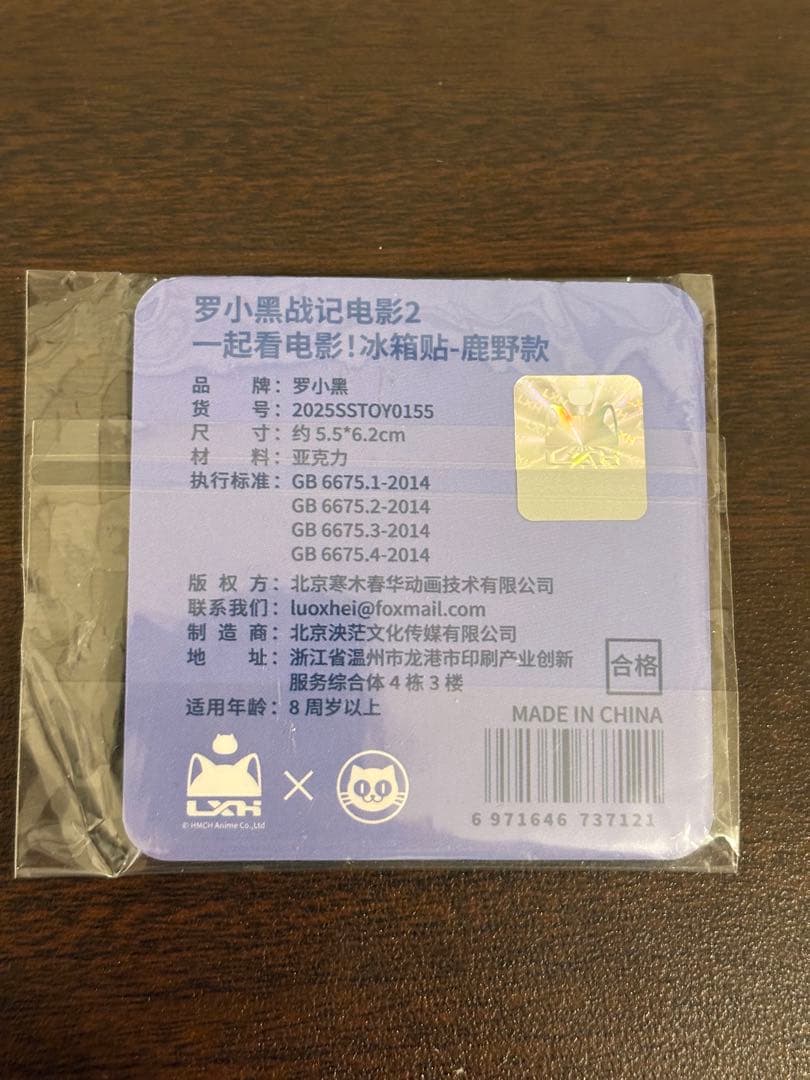 罗小黑战记电影2
一起看电影！冰箱贴-鹿野款
品 牌：罗小黑
货 号：2025SSTOY0155
尺 寸：约 5.5*6.2cm
材 料：亚克力
执行标准：GB 6675.1-2014
GB 6675.2-2014
GB 6675.3-2014
GB 6675.4-2014
版 权 方：北京寒木春华动画技术有限公司
联系我们：luoxhei@foxmail.com
制 造 商：北京泱茫文化传媒有限公司
地 址：浙江省温州市龙港市印刷产业创新
服务综合体 4 栋 3 楼
适用年龄：8 周岁以上
合格
MADE IN CHINA
LXH
© HMCH Anime Co.,Ltd
6 971646 737121